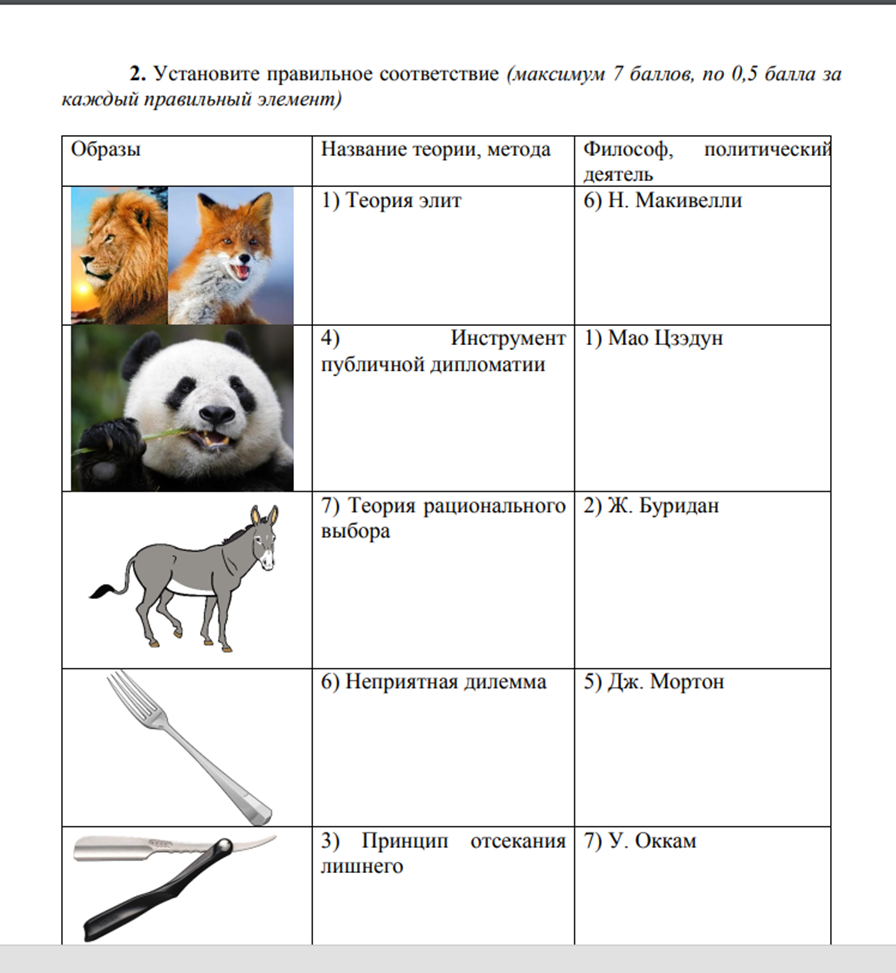 2. Установите правильное соответствие (максимум 7 баллов, по 0,5 балла за
каждый правильный элемент)
Образы
Название теории, метода
Философ, политический
деятель
1) Теория элит
6) Н. Макивелли
4) Инструмент
публичной дипломатии
1) Мао Цзэдун
7) Теория рационального
выбора
2) Ж. Буридан
6) Неприятная дилемма
5) Дж. Мортон
3) Принцип отсекания
лишнего
7) У. Оккам